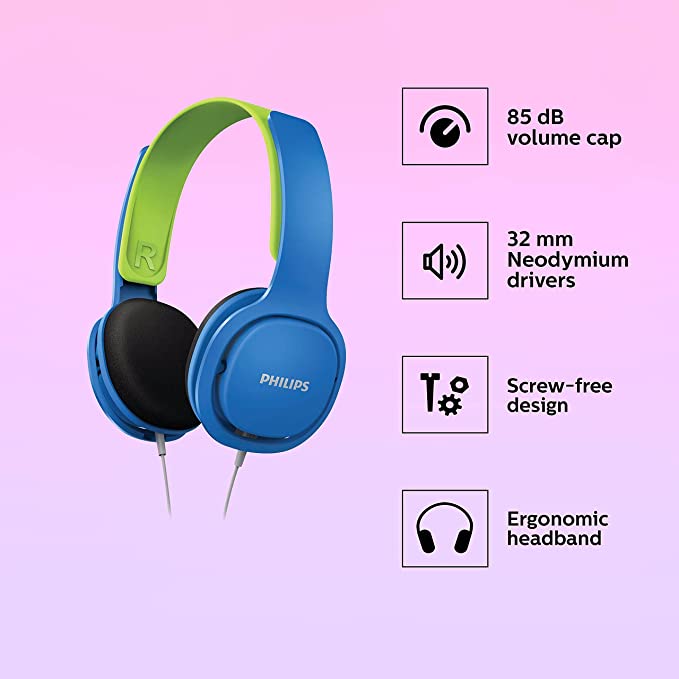 R
PHILIPS
85 dB
volume cap
32 mm
Neodymium
drivers
Screw-free
design
Ergonomic
headband